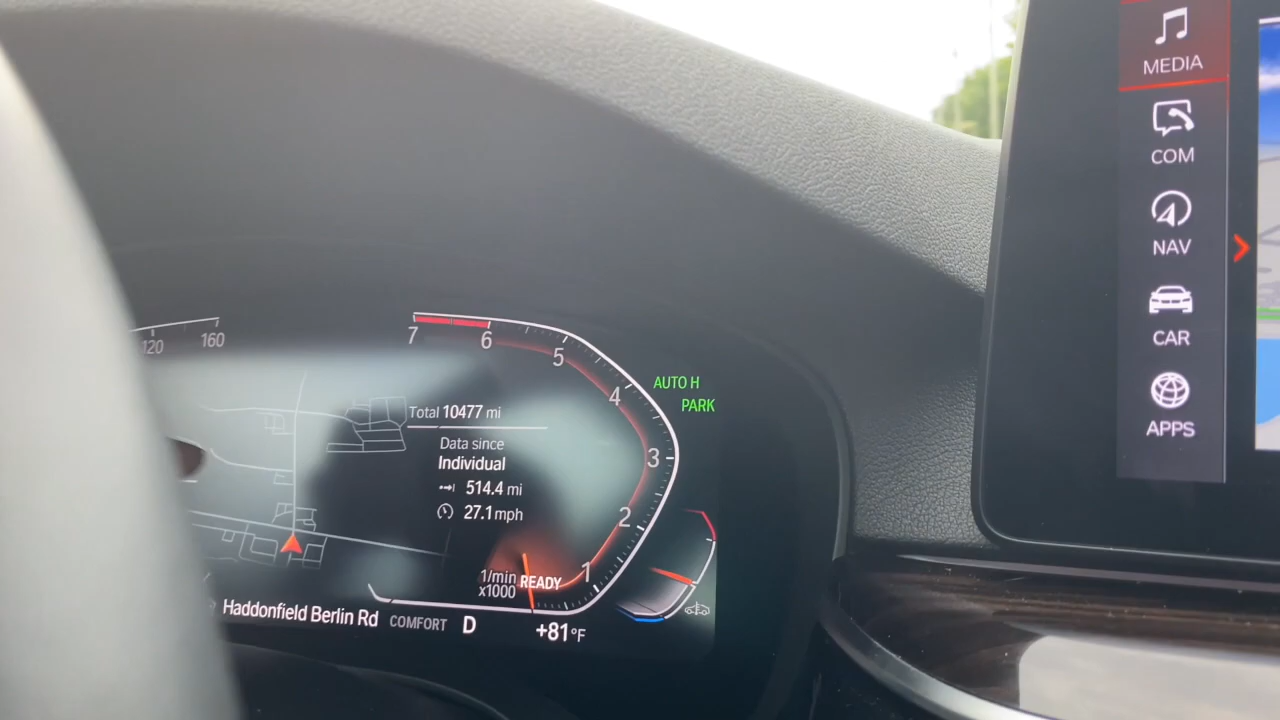 120
160
7
6
5
4
3
2
1
Total 10477 mi
Data since
Individual
514.4 mi
27.1 mph
1/min
x1000
READY
Haddonfield Berlin Rd
COMFORT
D
+81°F
AUTO H
PARK
MEDIA
COM
NAV
CAR
APPS